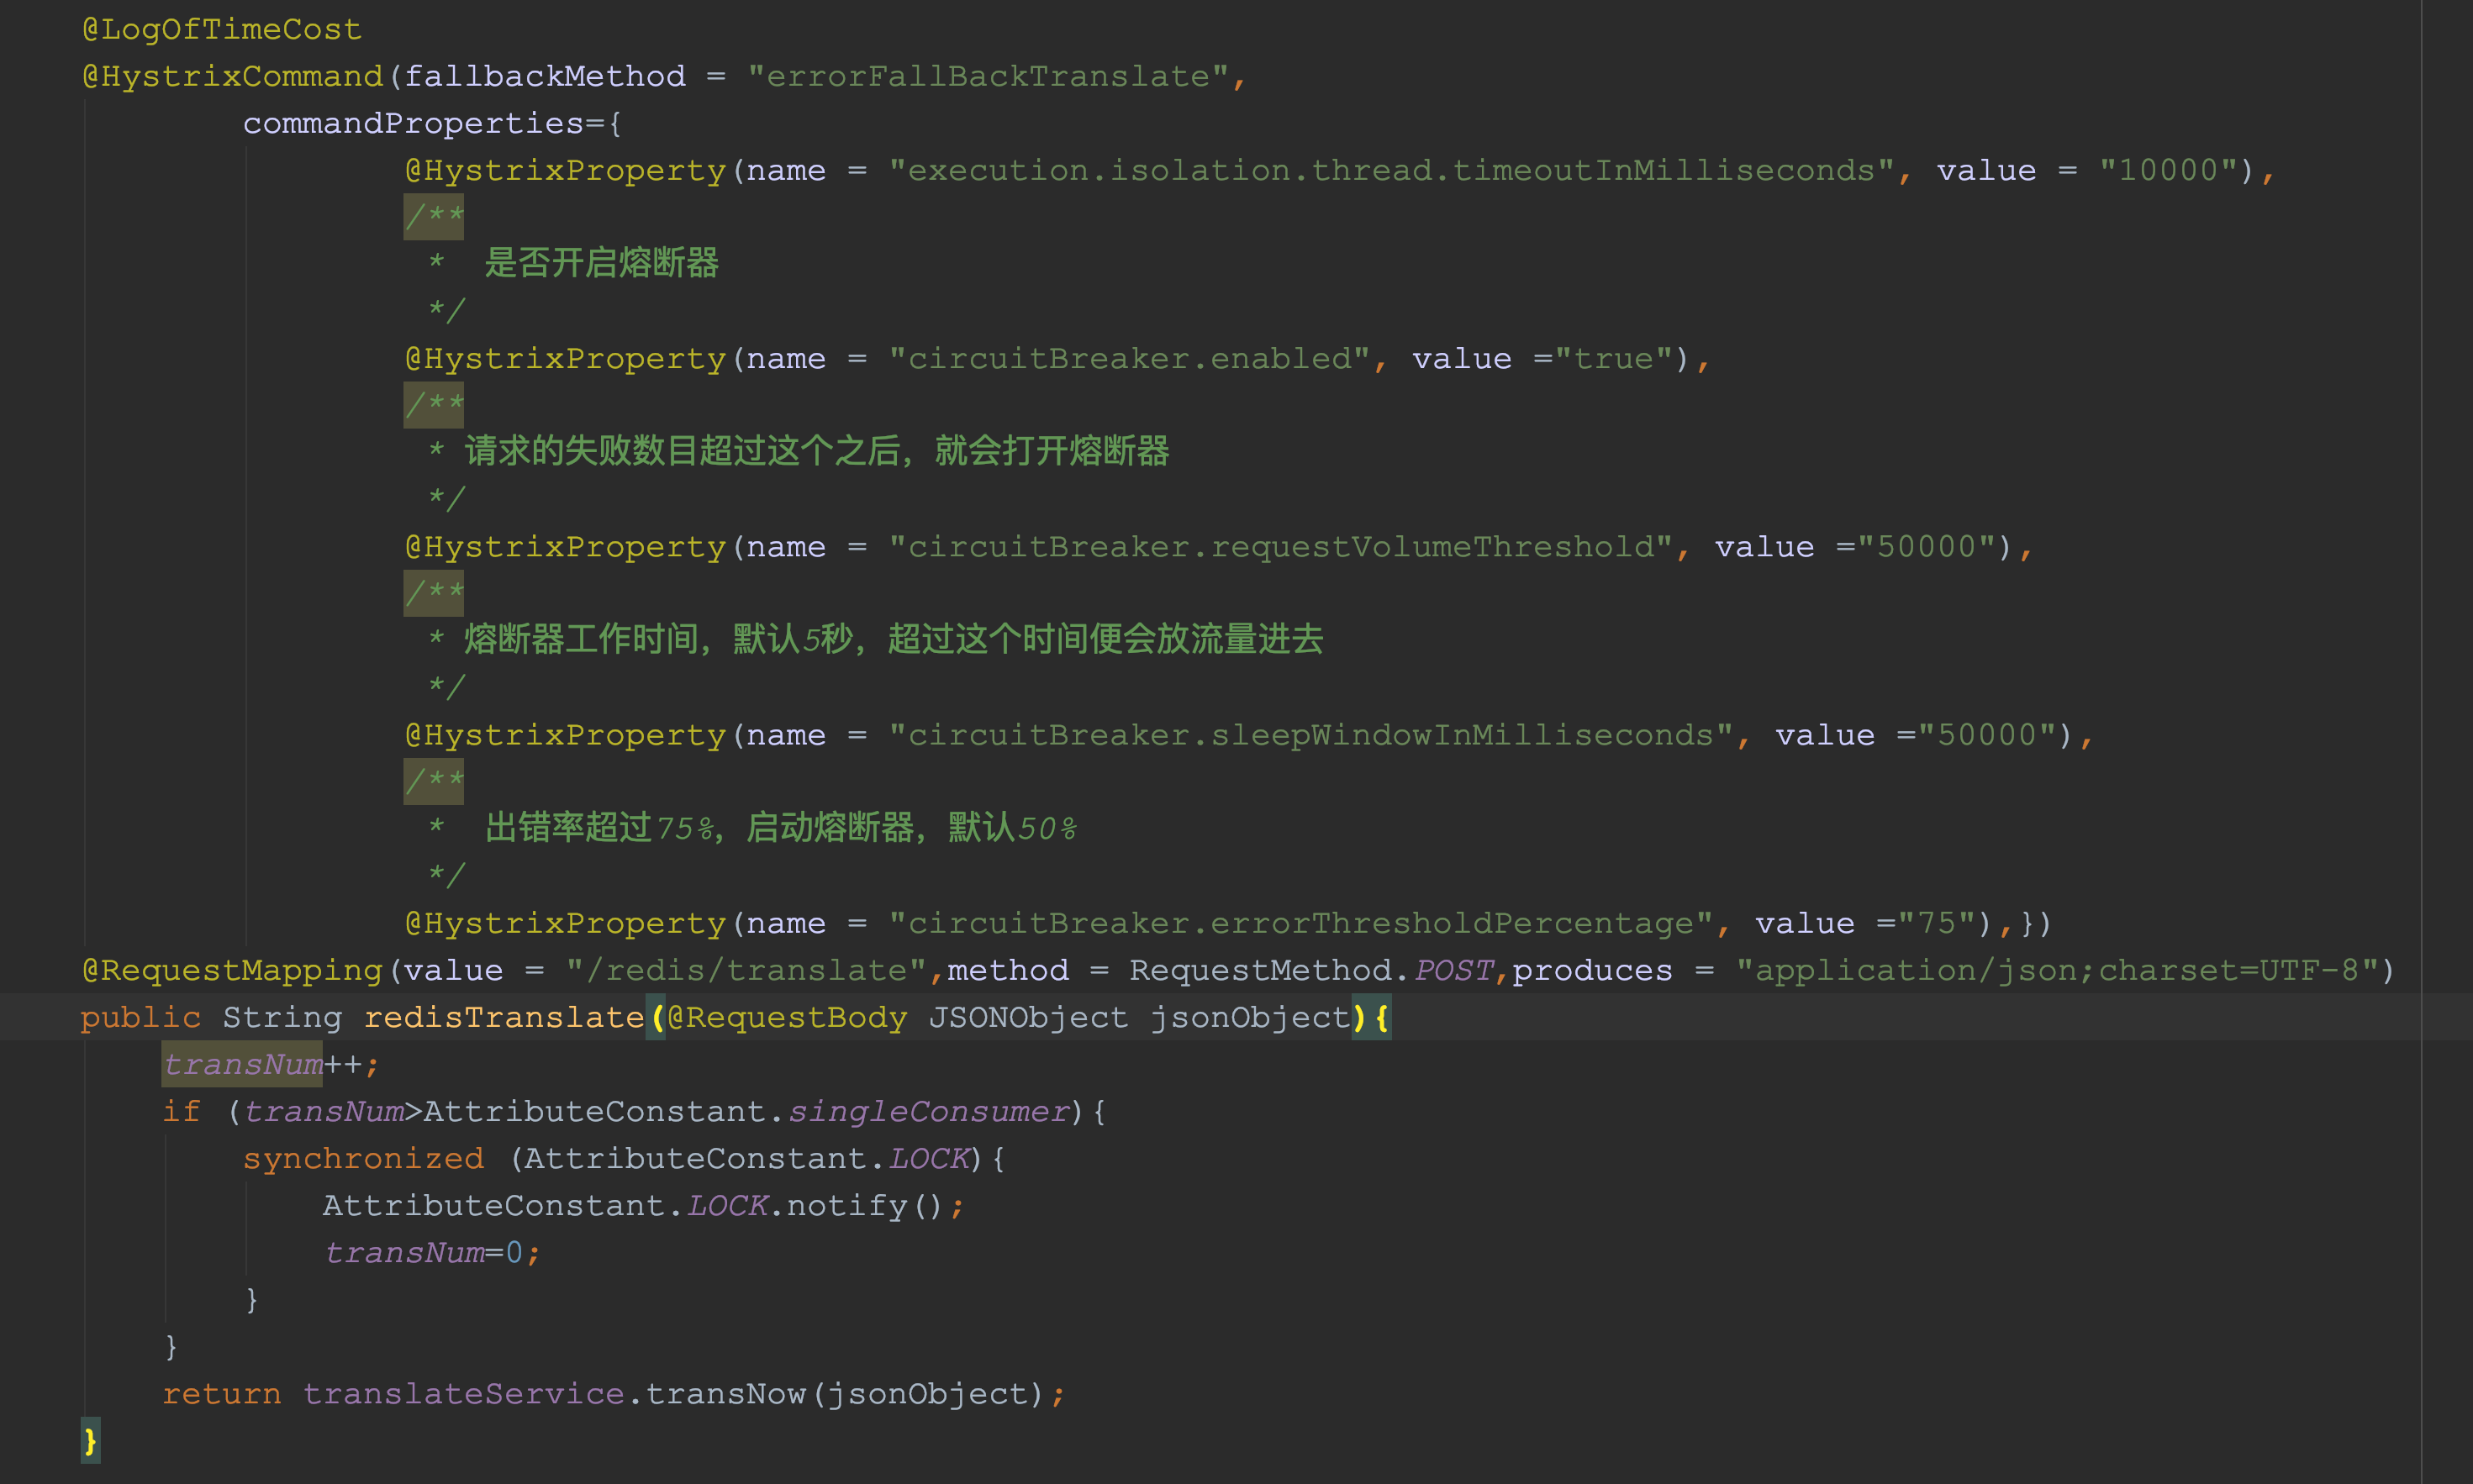 @LogOfTimeCost
@HystrixCommand(fallbackMethod = "errorFallBackTranslate",
commandProperties={
@HystrixProperty(name = "execution.isolation.thread.timeoutInMilliseconds", value = "10000"),
/**
*  是否开启熔断器
*/
@HystrixProperty(name = "circuitBreaker.enabled", value ="true"),
/**
* 请求的失败数目超过这个之后，就会打开熔断器
*/
@HystrixProperty(name = "circuitBreaker.requestVolumeThreshold", value ="50000"),
/**
* 熔断器工作时间，默认5秒，超过这个时间便会放流量进去
*/
@HystrixProperty(name = "circuitBreaker.sleepWindowInMilliseconds", value ="50000"),
/**
*  出错率超过75%，启动熔断器，默认50%
*/
@HystrixProperty(name = "circuitBreaker.errorThresholdPercentage", value ="75"),})
@RequestMapping(value = "/redis/translate",method = RequestMethod.POST,produces = "application/json;charset=UTF-8")
public String redisTranslate(@RequestBody JSONObject jsonObject){
transNum++;
if (transNum>AttributeConstant.singleConsumer){
synchronized (AttributeConstant.LOCK){
AttributeConstant.LOCK.notify();
transNum=0;
}
}
return translateService.transNow(jsonObject);
}